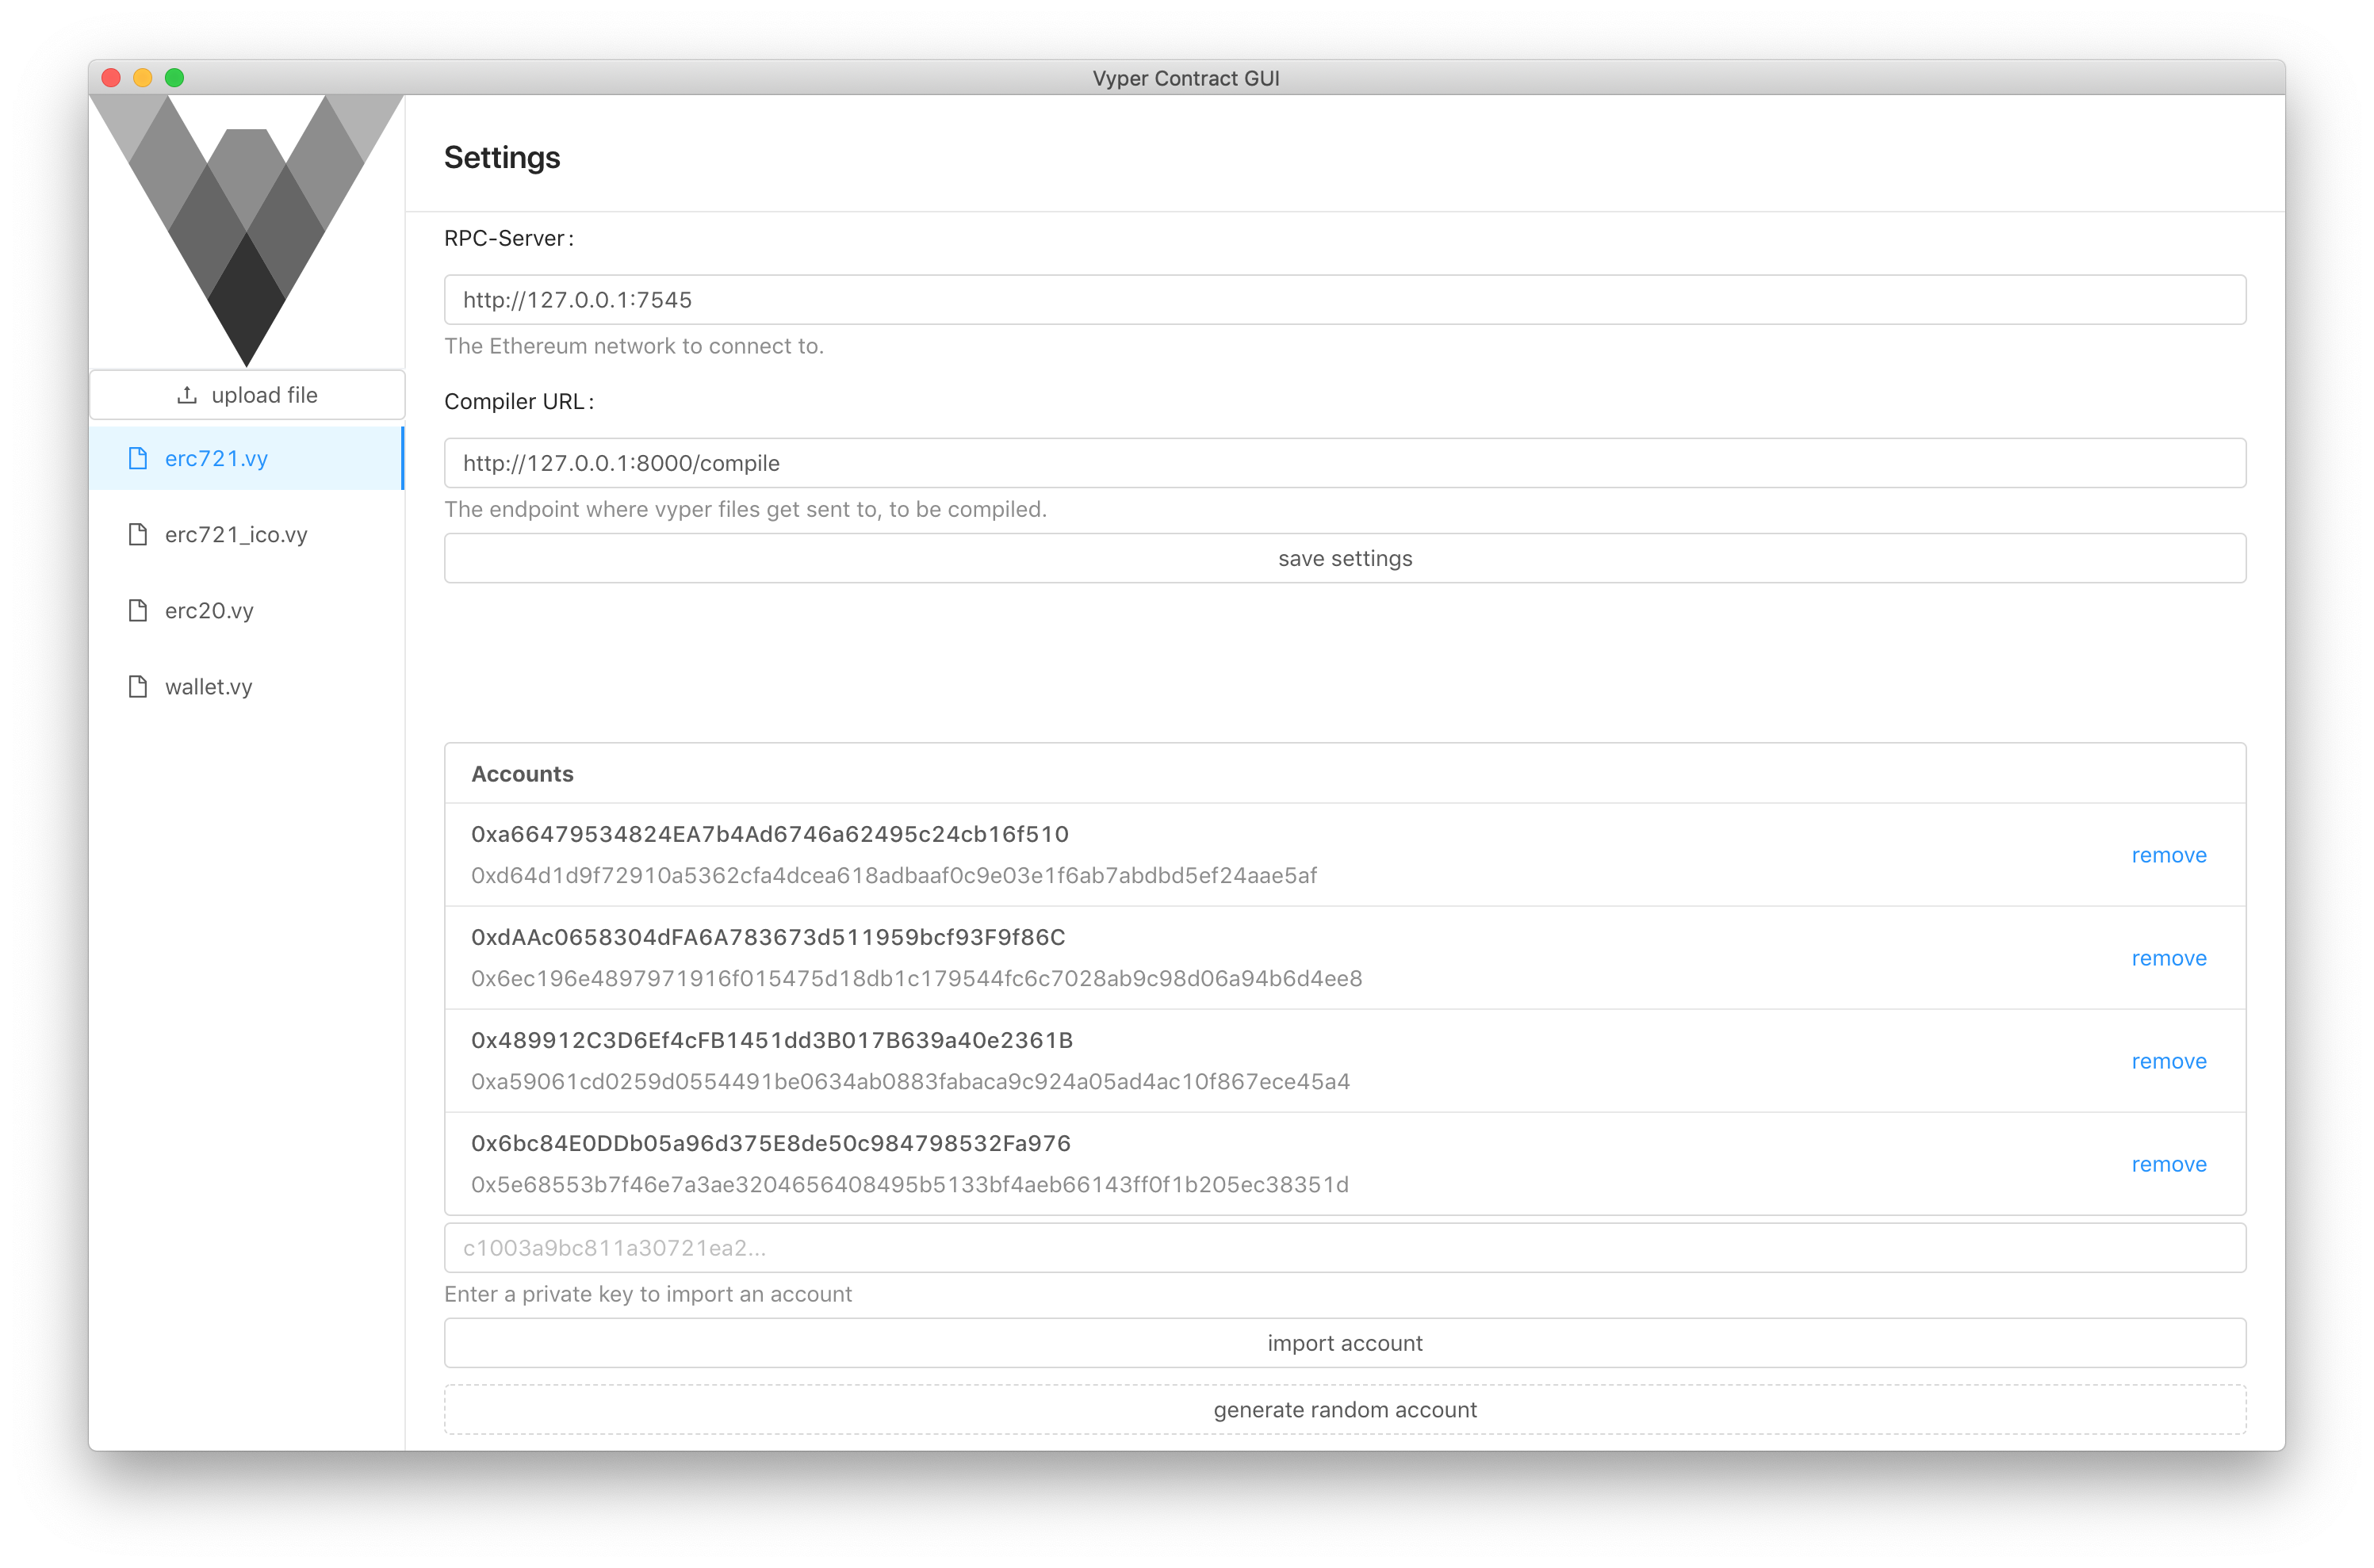 Vyper Contract GUI
Settings
RPC-Server:
http://127.0.0.1:7545
The Ethereum network to connect to.
Compiler URL:
http://127.0.0.1:8000/compile
The endpoint where vyper files get sent to, to be compiled.
save settings
upload file
erc721.vy
erc721_ico.vy
erc20.vy
wallet.vy
Accounts
0xa66479534824EA7b4Ad6746a62495c24cb16f510
0xd64d1d9f72910a5362cfa4dcea618adbaaf0c9e03e1f6ab7abdbd5ef24aae5af
remove
0xdAAc0658304dFA6A783673d511959bcf93F9f86C
0x6ec196e4897971916f015475d18db1c179544fc6c7028ab9c98d06a94b6d4ee8
remove
0x489912C3D6Ef4cFB1451dd3B017B639a40e2361B
0xa59061cd0259d0554491be0634ab0883fabaca9c924a05ad4ac10f867ece45a4
remove
0x6bc84E0DDb05a96d375E8de50c984798532Fa976
0x5e68553b7f46e7a3ae3204656408495b5133bf4aeb66143ff0f1b205ec38351d
remove
c1003a9bc811a30721ea2...
Enter a private key to import an account
import account
generate random account